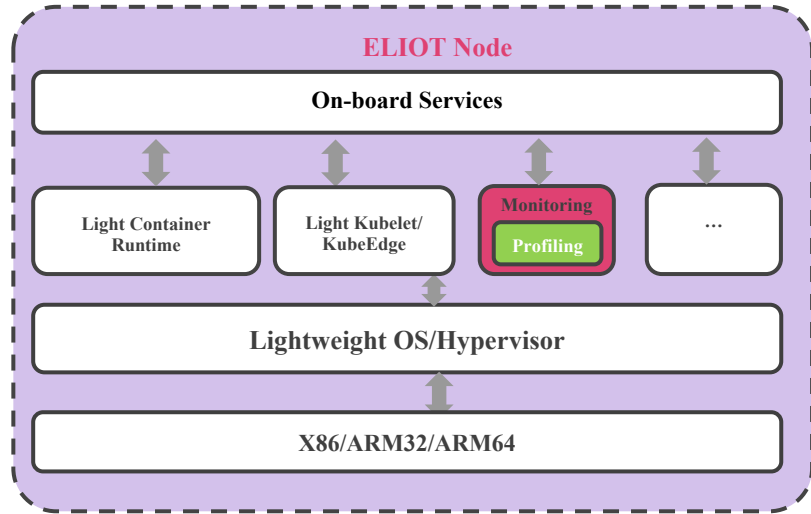 ELIOT Node
On-board Services
Light Container
Runtime
Light Kubelet/
KubeEdge
Monitoring
Profiling
...
Lightweight OS/Hypervisor
X86/ARM32/ARM64